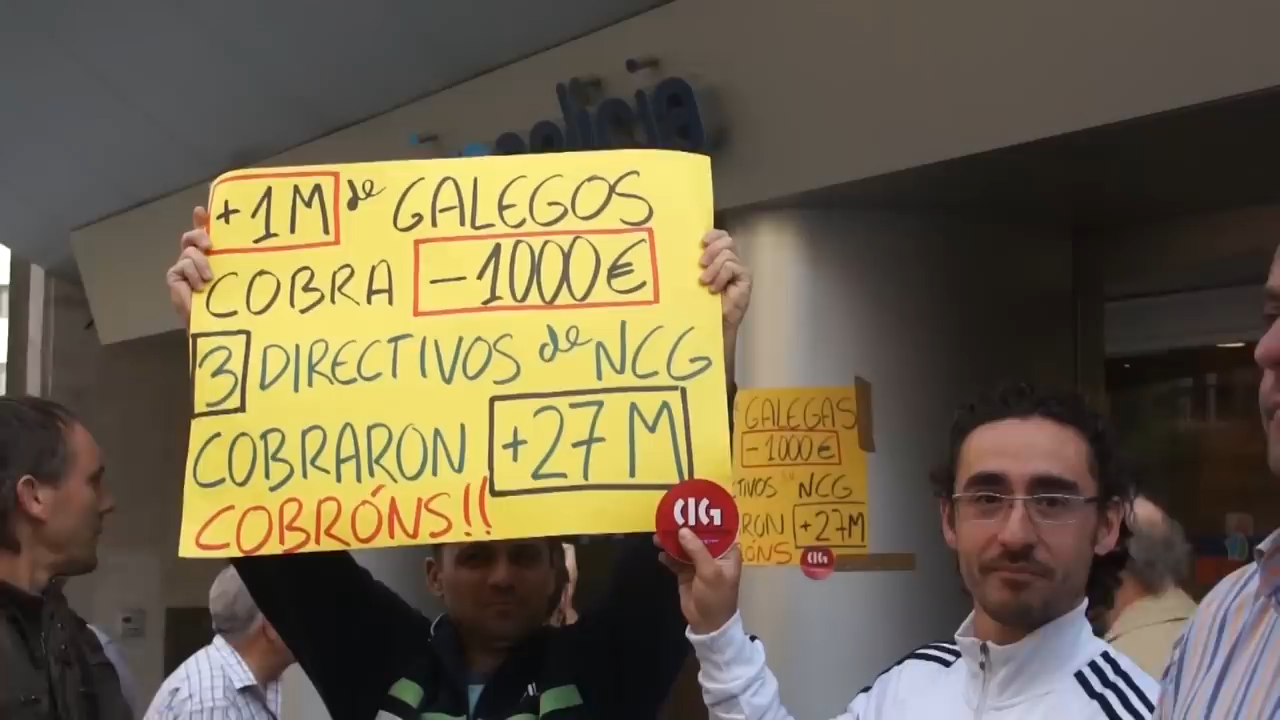 galicia
+1M de GALEGOS
COBRA -1000€
3 DIRECTIVOS de NCG
COBRARON +27M
COBRÓNS!!
CIG
GALEGAS
-1000€
TIVOS NCG
RON +27M
ÓNS
CIG